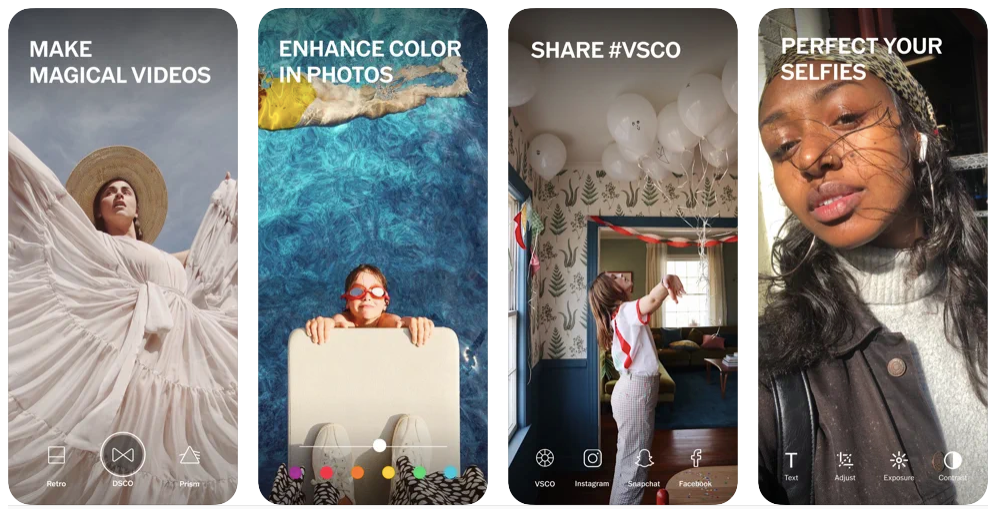 MAKE
MAGICAL VIDEOS
Retro
DSCO
Prism
ENHANCE COLOR
IN PHOTOS
SHARE #VSCO
VSCO
Instagram
Snapchat
Facebook
PERFECT YOUR
SELFIES
T
Text
Adjust
Exposure
Contrast